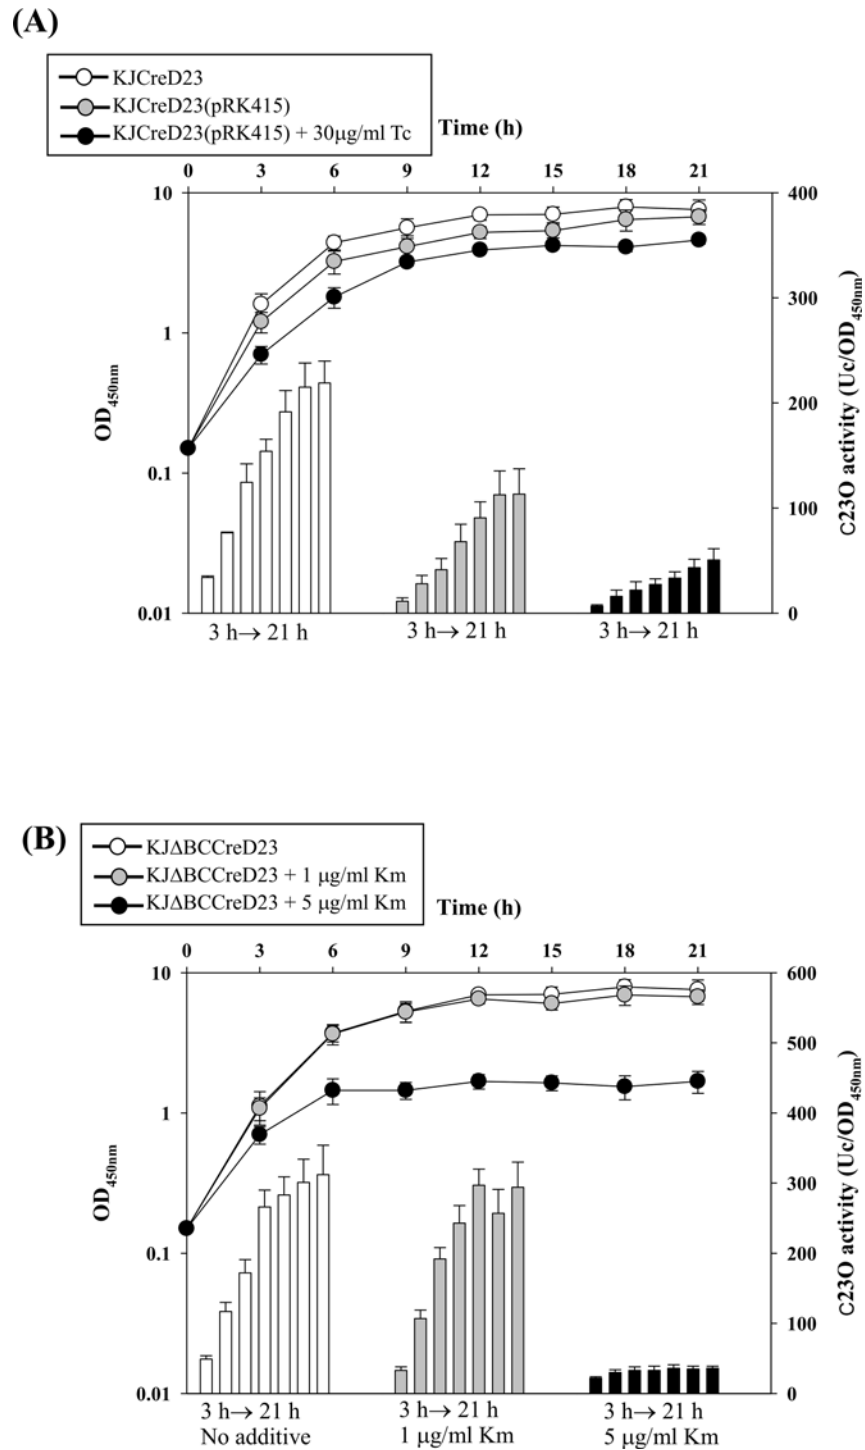 (A)
KJCreD23
KJCreD23(pRK415)
KJCreD23(pRK415) + 30μg/ml Tc
Time (h)
0 3 6 9 12 15 18 21
10 400
300
1
OD450nm
C23O activity (Uc/OD450nm)
200
0.1
100
0.01 0
3 h→ 21 h 3 h→ 21 h 3 h→ 21 h
(B)
KJΔBCCreD23
KJΔBCCreD23 + 1 μg/ml Km
KJΔBCCreD23 + 5 μg/ml Km
Time (h)
0 3 6 9 12 15 18 21
10 600
500
1 400
OD450nm
C23O activity (Uc/OD450nm)
300
0.1 200
100
0.01 0
3 h→ 21 h 3 h→ 21 h 3 h→ 21 h
No additive 1 μg/ml Km 5 μg/ml Km